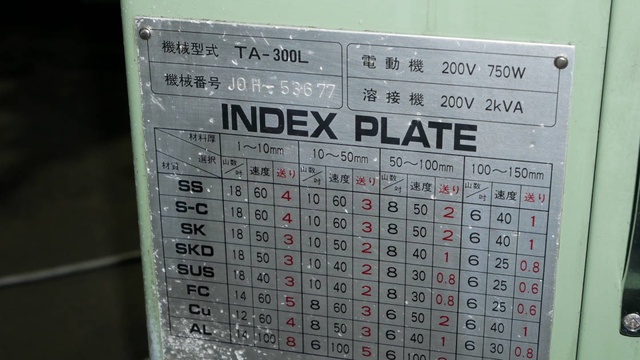 機械型式 TA-300L
機械番号 JOH-53677
電動機 200V 750W
溶接機 200V 2kVA
INDEX PLATE
材料厚 選択 材対 1〜10mm 10〜50mm 50〜100mm 100〜150mm
山数/吋 速度 送り 山数/吋 速度 送り 山数/吋 速度 送り 山数/吋 速度 送り
SS 18 60 4 10 60 3 8 50 2 6 40 1
S-C 18 60 4 10 50 3 8 50 2 6 40 1
SK 18 50 3 10 50 2 8 40 1 6 25 0.8
SKD 18 50 3 10 40 2 8 30 0.8 6 25 0.6
SUS 18 40 3 10 40 2 8 30 0.8 6 25 0.6
FC 14 60 5 8 60 3 6 50 2 6 40 1
Cu 12 60 4 8 50 3 6 40 1 6 30 0.8
AL 14 100 8 6 100 5 6 100